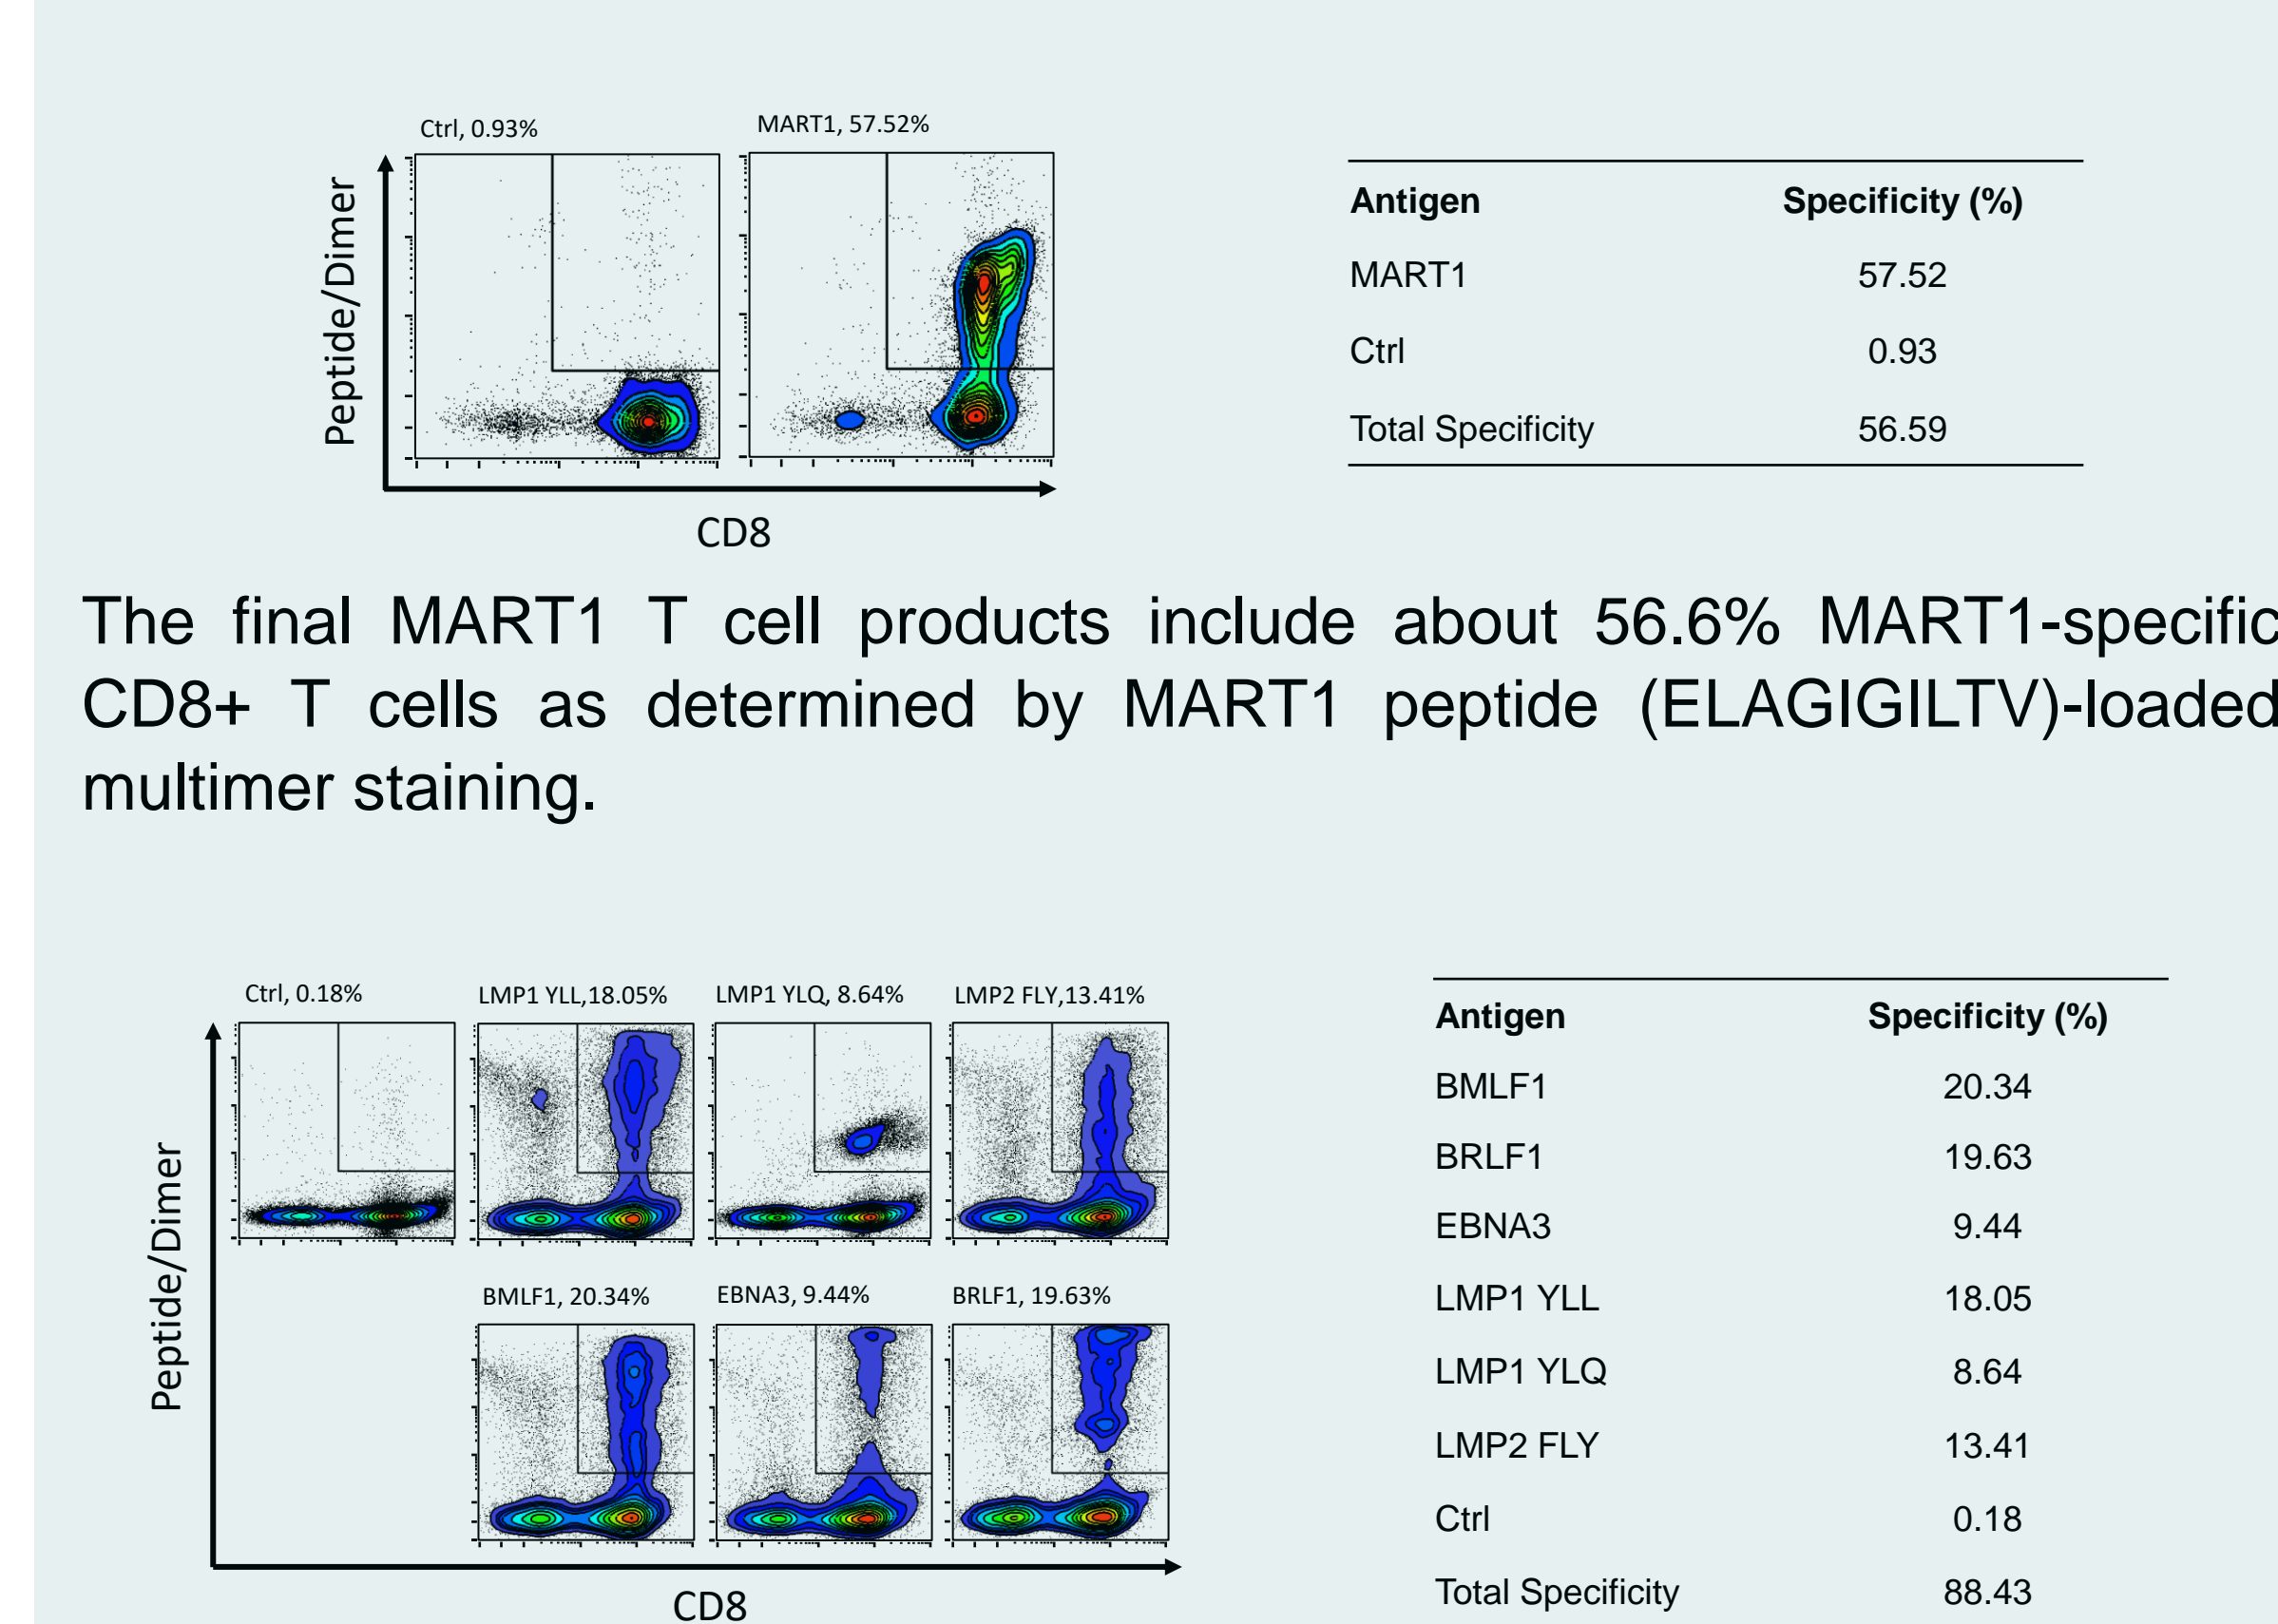 Ctrl, 0.93%
MART1, 57.52%
Peptide/Dimer
CD8
Antigen Specificity (%)
MART1 57.52
Ctrl 0.93
Total Specificity 56.59
The final MART1 T cell products include about 56.6% MART1-specific
CD8+ T cells as determined by MART1 peptide (ELAGIGILTV)-loaded
multimer staining.
Ctrl, 0.18%
LMP1 YLL,18.05%
LMP1 YLQ, 8.64%
LMP2 FLY,13.41%
BMLF1, 20.34%
EBNA3, 9.44%
BRLF1, 19.63%
Peptide/Dimer
CD8
Antigen Specificity (%)
BMLF1 20.34
BRLF1 19.63
EBNA3 9.44
LMP1 YLL 18.05
LMP1 YLQ 8.64
LMP2 FLY 13.41
Ctrl 0.18
Total Specificity 88.43